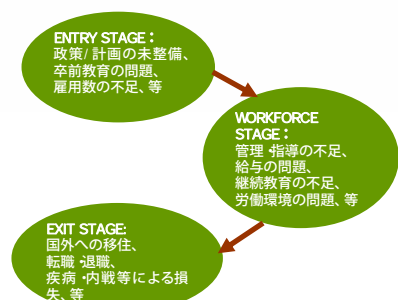 ENTRY STAGE：
政策/計画の未整備、
卒前教育の問題、
雇用数の不足、等
WORKFORCE
STAGE：
管理・指導の不足、
給与の問題、
継続教育の不足、
労働環境の問題、等
EXIT STAGE:
国外への移住、
転職・退職、
疾病・内戦等による損
失、等